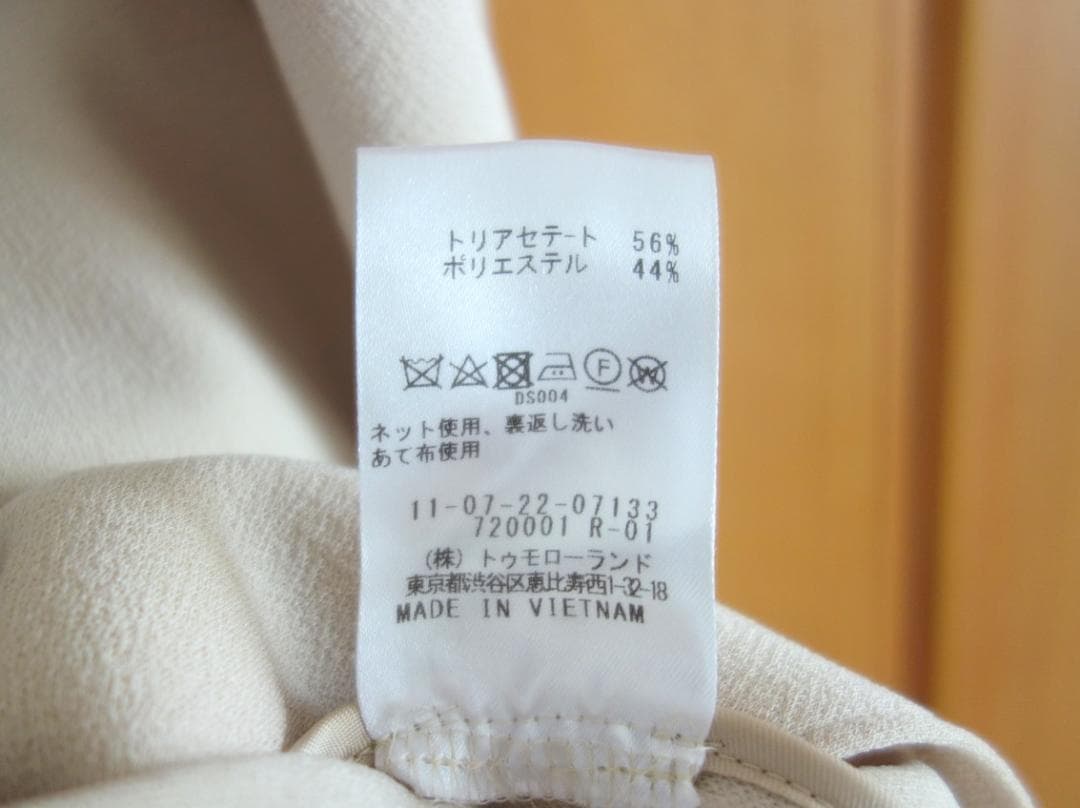 トリアセテート 56%
ポリエステル 44%
F W
DS004
ネット使用、裏返し洗い
あて布使用
11-07-22-07133
720001 R-01
(株)トゥモローランド
東京都渋谷区恵比寿西1-32-18
MADE IN VIETNAM